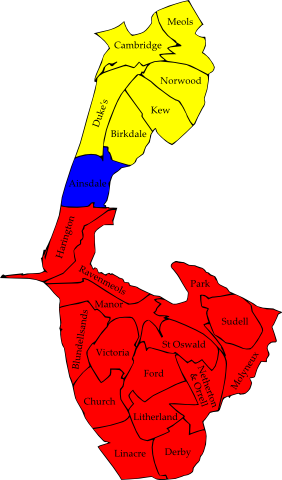 Meols
Cambridge
Norwood
Duke's
Kew
Birkdale
Ainsdale
Harington
Ravenmeols
Park
Manor
Sudell
Blundellsands
St Oswald
Victoria
Molyneux
Ford
Netherton
& Orrell
Church
Litherland
Linacre
Derby